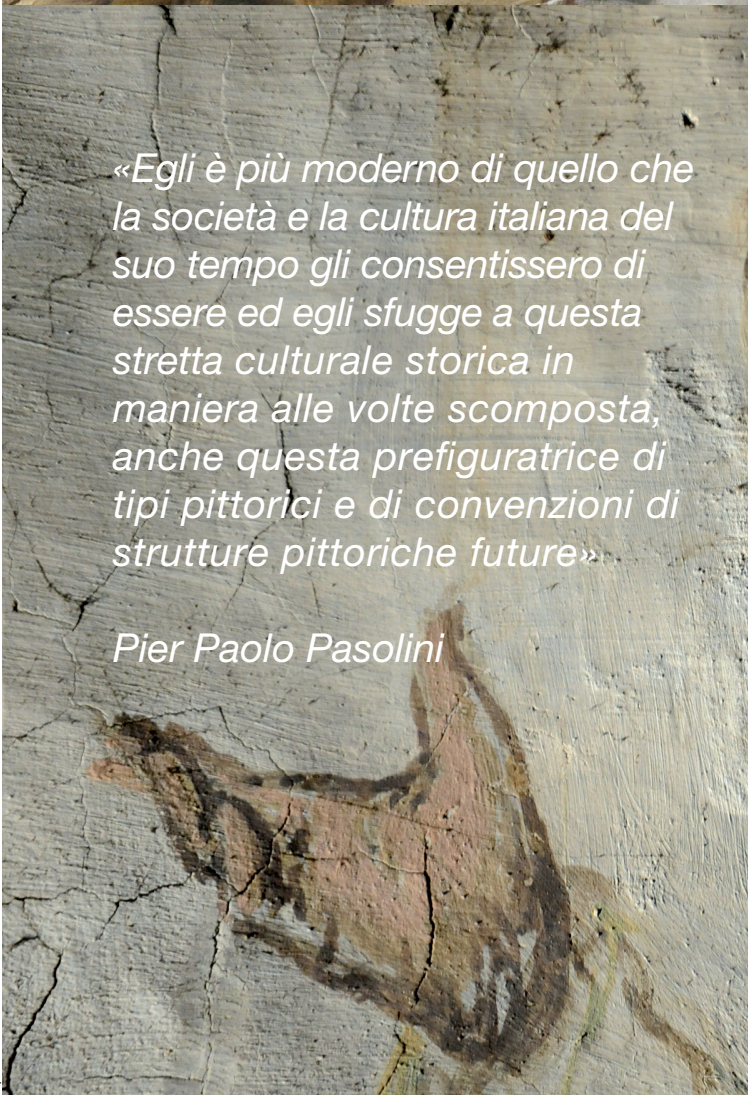 «Egli è più moderno di quello che
la società e la cultura italiana del
suo tempo gli consentissero di
essere ed egli sfugge a questa
stretta culturale storica in
maniera alle volte scomposta,
anche questa prefiguratrice di
tipi pittorici e di convenzioni di
strutture pittoriche future»
Pier Paolo Pasolini